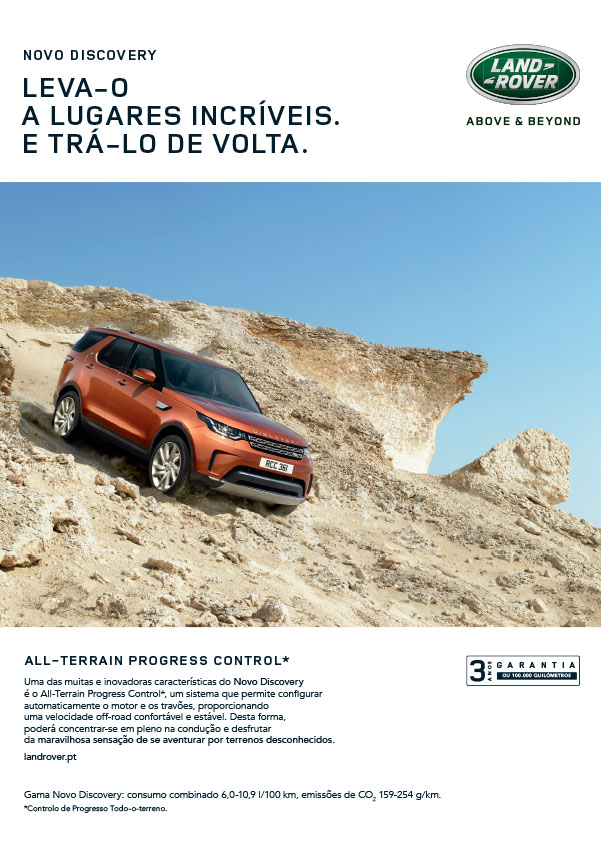 NOVO DISCOVERY
LEVA-O
A LUGARES INCRÍVEIS.
E TRÁ-LO DE VOLTA.
LAND
ROVER
ABOVE & BEYOND
DISCOVERY
RCC 361
ALL-TERRAIN PROGRESS CONTROL*
Uma das muitas e inovadoras características do Novo Discovery
é o All-Terrain Progress Control*, um sistema que permite configurar
automaticamente o motor e os travões, proporcionando
uma velocidade off-road confortável e estável. Desta forma,
poderá concentrar-se em pleno na condução e desfrutar
da maravilhosa sensação de se aventurar por terrenos desconhecidos.
landrover.pt
3 ANOS GARANTIA
OU 100.000 QUILÓMETROS
Gama Novo Discovery: consumo combinado 6,0-10,9 l/100 km, emissões de CO2 159-254 g/km.
*Controlo de Progresso Todo-o-terreno.